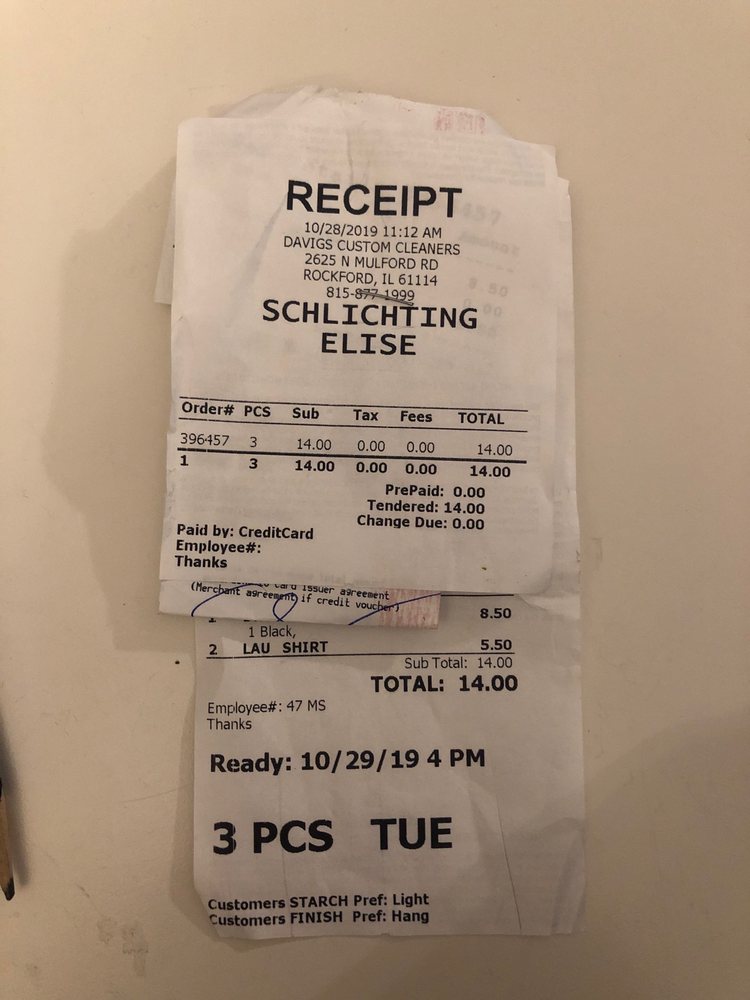 RECEIPT
10/28/2019 11:12 AM
DAVIGS CUSTOM CLEANERS
2625 N MULFORD RD
ROCKFORD, IL 61114
815-877-1999
SCHLICHTING
ELISE
Order# PCS Sub Tax Fees TOTAL
396457 3 14.00 0.00 0.00 14.00
1 3 14.00 0.00 0.00 14.00
PrePaid: 0.00
Tendered: 14.00
Change Due: 0.00
Paid by: CreditCard
Employee#:
Thanks
card issuer agreement
(Merchant agreement if credit voucher)
1 8.50
1 Black,
2 LAU SHIRT 5.50
Sub Total: 14.00
TOTAL: 14.00
Employee#: 47 MS
Thanks
Ready: 10/29/19 4 PM
3 PCS TUE
Customers STARCH Pref: Light
Customers FINISH Pref: Hang